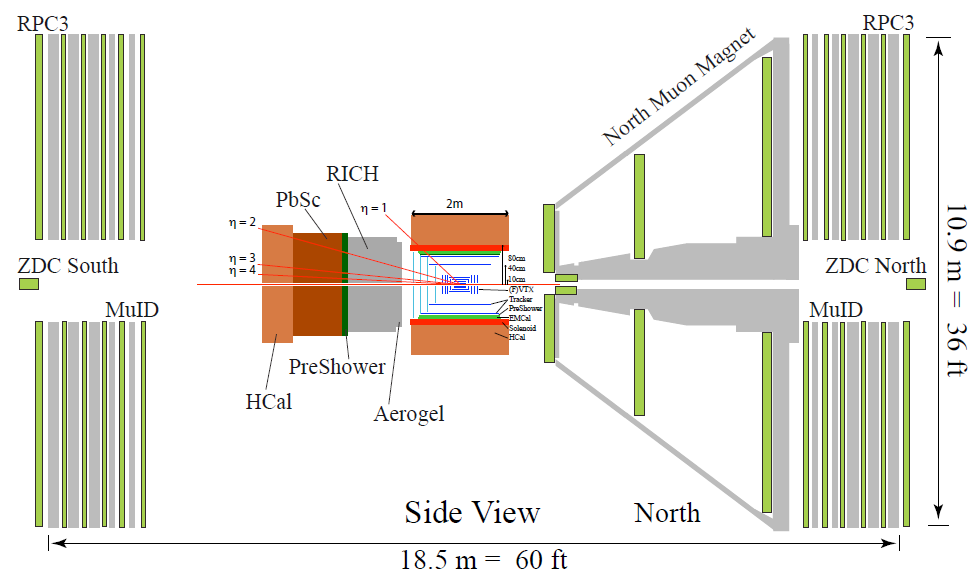 RPC3
RPC3
North Muon Magnet
RICH
PbSc
η = 1
2m
η = 2
η = 3
η = 4
80cm
40cm
10cm
(F)VTX
Tracker
PreShower
EMCal
Solenoid
HCal
ZDC South
ZDC North
MuID
MuID
PreShower
HCal
Aerogel
10.9 m = 36 ft
Side View
North
18.5 m = 60 ft